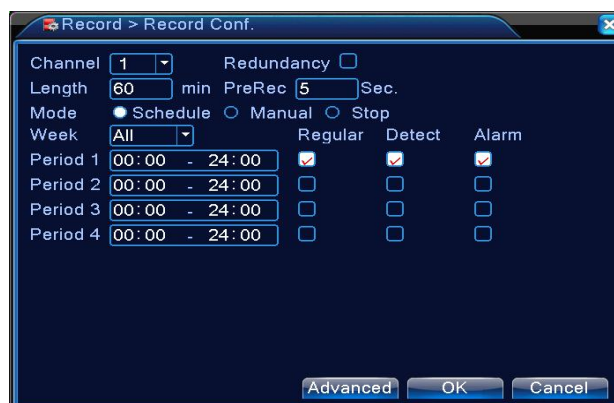 Record > Record Conf.
Channel 1 Redundancy
Length 60 min PreRec 5 Sec.
Mode Schedule Manual Stop
Week All Regular Detect Alarm
Period 1 00:00 - 24:00
Period 2 00:00 - 24:00
Period 3 00:00 - 24:00
Period 4 00:00 - 24:00
Advanced OK Cancel